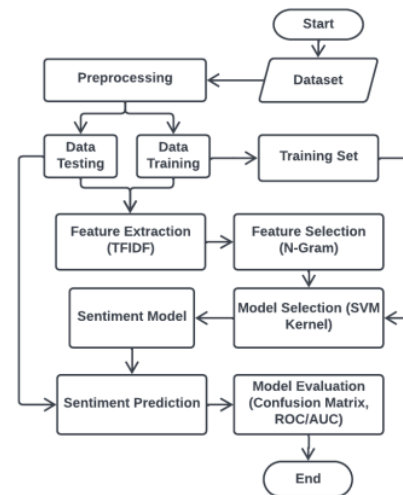 Start
Preprocessing
Dataset
Data
Testing
Data
Training
Training Set
Feature Extraction
(TFIDF)
Feature Selection
(N-Gram)
Sentiment Model
Model Selection (SVM
Kernel)
Sentiment Prediction
Model Evaluation
(Confusion Matrix,
ROC/AUC)
End